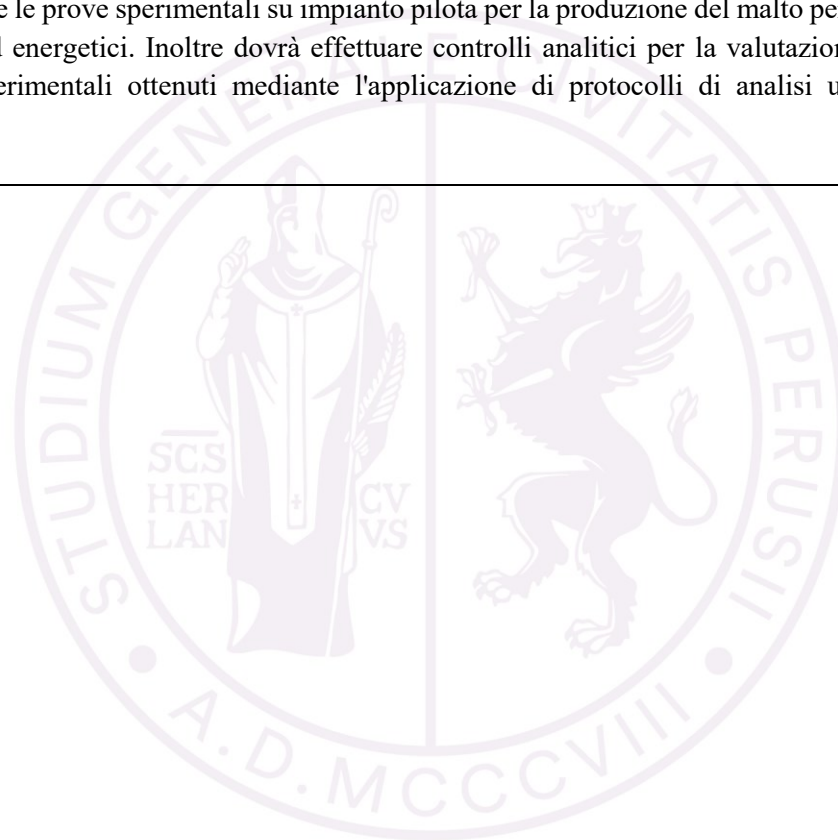 e le prove sperimentali su impianto pilota per la produzione del malto pe
energetici. Inoltre dovrà effettuare controlli analitici per la valutazion
erimentali ottenuti mediante l'applicazione di protocolli di analisi u
STUDIUM GENERALE CIVITATIS PERUSII
SCS
HER
LAN
CV
VS
A.D. MCCCVIII